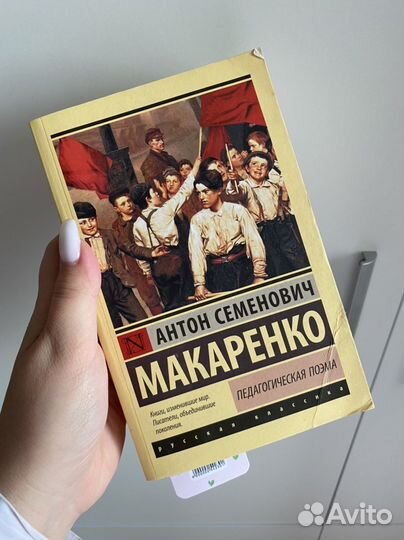 N
АНТОН СЕМЕНОВИЧ
МАКАРЕНКО
ПЕДАГОГИЧЕСКАЯ ПОЭМА
Книги, изменившие мир.
Писатели, объединившие
поколения.
русская классика
Avito